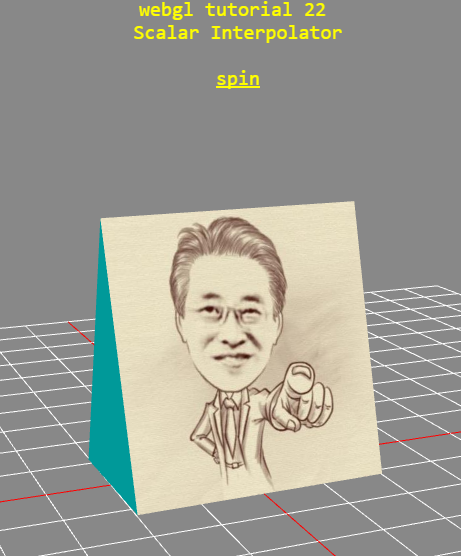 webgl tutorial 22
Scalar Interpolator
spin